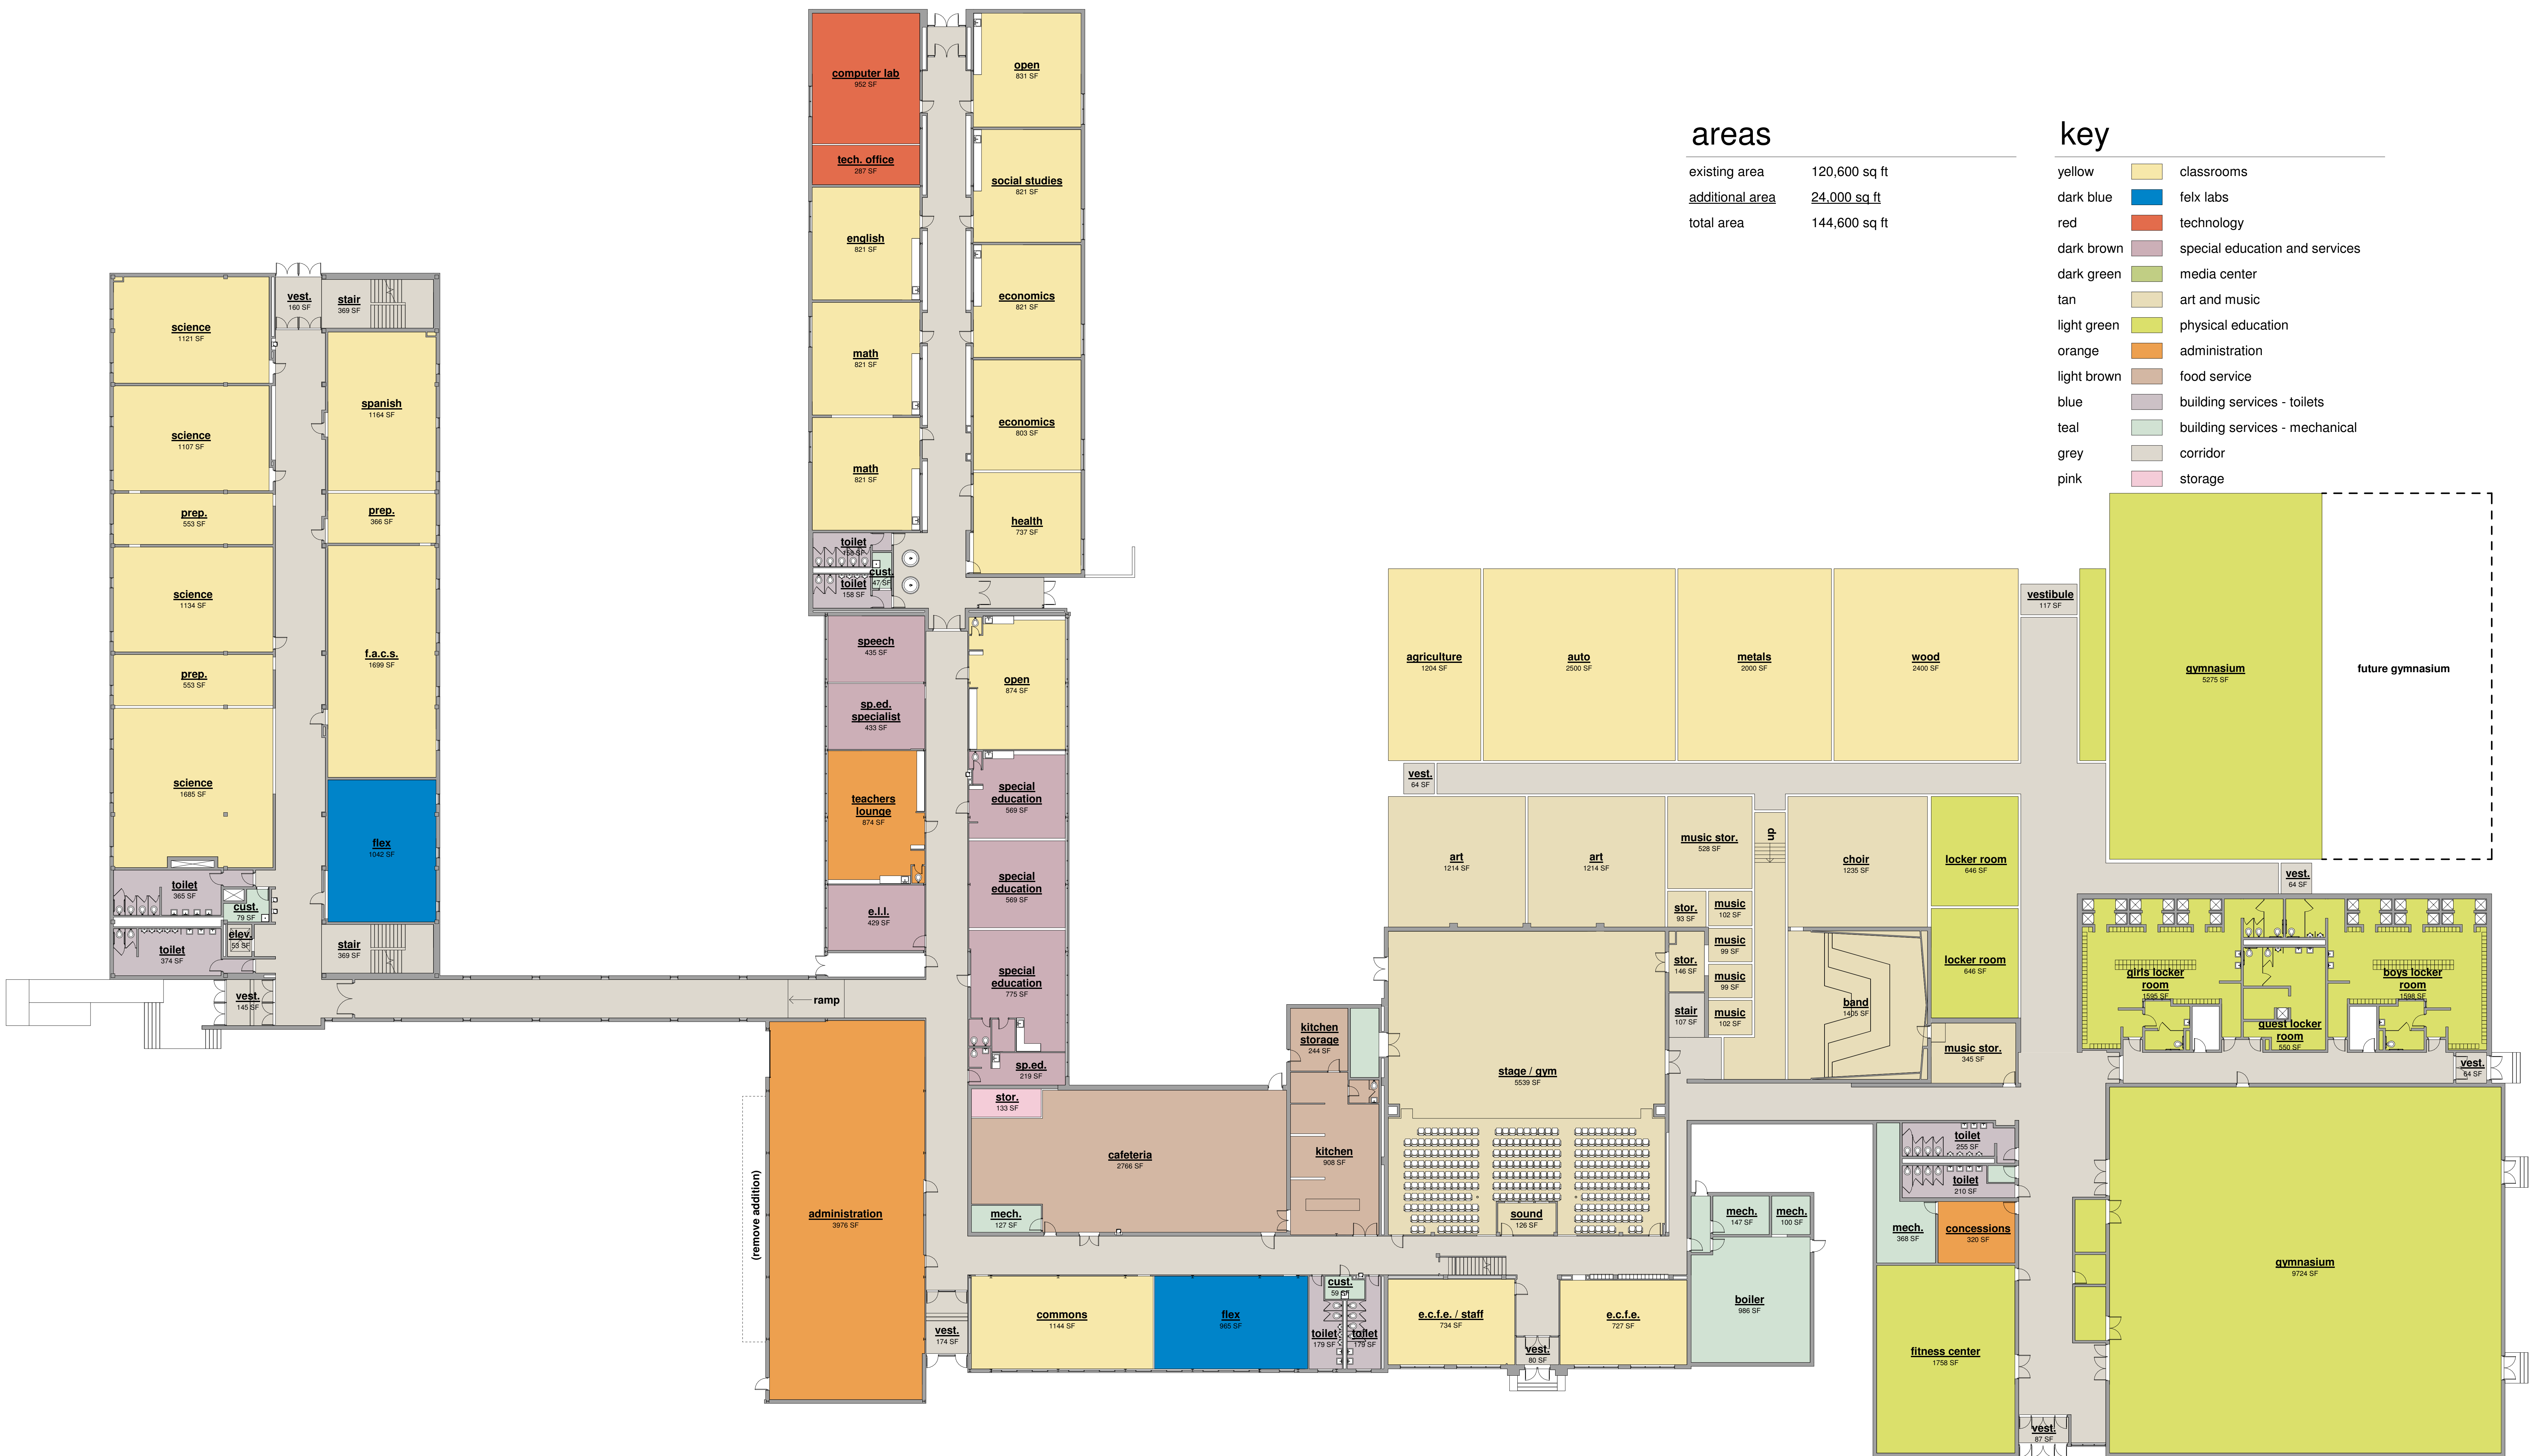 areas
existing area 120,600 sq ft
additional area 24,000 sq ft
total area 144,600 sq ft
key
yellow classrooms
dark blue felx labs
red technology
dark brown special education and services
dark green media center
tan art and music
light green physical education
orange administration
light brown food service
blue building services - toilets
teal building services - mechanical
grey corridor
pink storage
science
1121 SF
vest.
160 SF
stair
369 SF
science
1107 SF
spanish
1164 SF
prep.
553 SF
prep.
366 SF
science
1134 SF
f.a.c.s.
1699 SF
prep.
553 SF
science
1685 SF
flex
1042 SF
toilet
365 SF
cust.
79 SF
elev.
55 SF
toilet
374 SF
stair
369 SF
vest.
145 SF
ramp
computer lab
952 SF
open
831 SF
tech. office
287 SF
social studies
821 SF
english
821 SF
economics
821 SF
math
821 SF
economics
803 SF
math
821 SF
health
737 SF
toilet
158 SF
cust.
47 SF
toilet
158 SF
speech
435 SF
open
874 SF
sp.ed.
specialist
433 SF
teachers
lounge
874 SF
special
education
569 SF
special
education
569 SF
e.l.l.
429 SF
special
education
775 SF
sp.ed.
219 SF
stor.
133 SF
cafeteria
2766 SF
mech.
127 SF
kitchen
storage
244 SF
kitchen
908 SF
(remove addition)
administration
3976 SF
vest.
174 SF
commons
1144 SF
flex
965 SF
cust.
59 SF
toilet
179 SF
toilet
179 SF
e.c.f.e. / staff
734 SF
vest.
80 SF
e.c.f.e.
727 SF
stage / gym
5539 SF
sound
126 SF
agriculture
1204 SF
auto
2500 SF
metals
2000 SF
wood
2400 SF
vestibule
117 SF
gymnasium
5275 SF
future gymnasium
vest.
64 SF
art
1214 SF
art
1214 SF
music stor.
528 SF
up
choir
1235 SF
locker room
646 SF
stor.
93 SF
music
102 SF
music
99 SF
stor.
146 SF
music
99 SF
stair
107 SF
music
102 SF
band
1405 SF
locker room
646 SF
music stor.
345 SF
vest.
64 SF
girls locker
room
1595 SF
guest locker
room
550 SF
boys locker
room
1598 SF
vest.
64 SF
mech.
147 SF
mech.
100 SF
boiler
986 SF
toilet
255 SF
toilet
210 SF
mech.
368 SF
concessions
320 SF
fitness center
1758 SF
gymnasium
9724 SF
vest.
87 SF